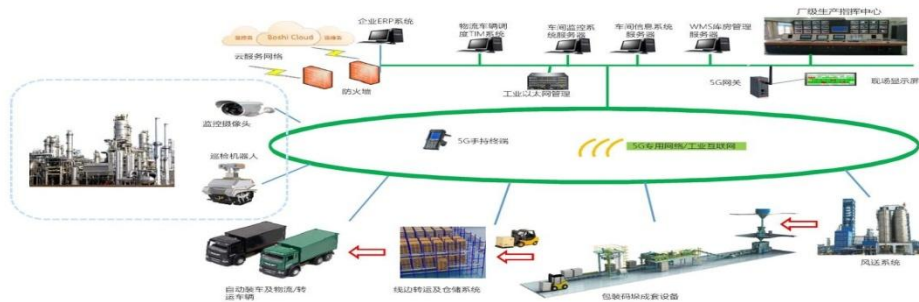 企业ERP系统
物流车辆调
度TIM系统
车间监控系
统服务器
车间信息系统
服务器
WMS库房管理
服务器
厂级生产指挥中心
Boshi Cloud
云服务网络
防火墙
工业以太网管理
5G网关
现场显示屏
监控摄像头
5G手持终端
5G专用网络/工业互联网
巡检机器人
自动装车及物流/转
运车辆
线边转运及仓储系统
包装码垛成套设备
风送系统